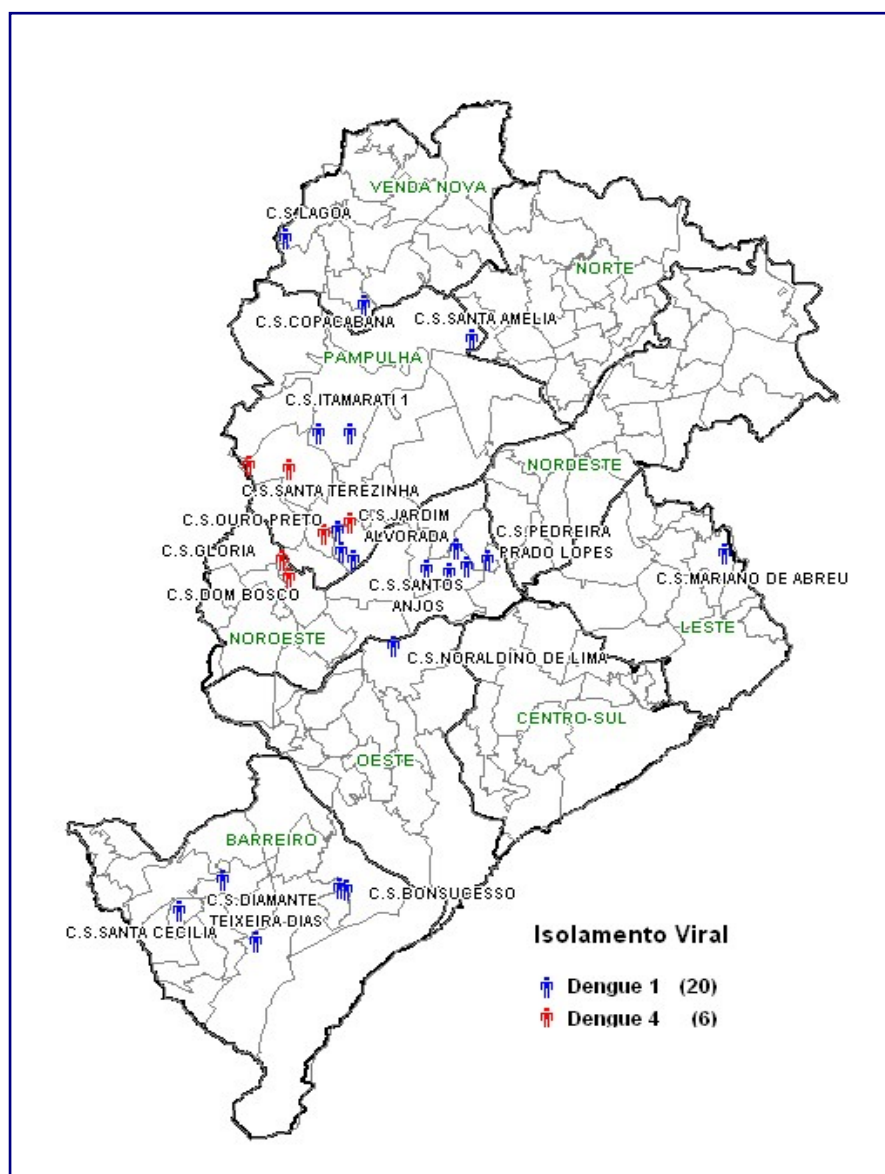 VENDA NOVA
C.S.LAGOA
NORTE
C.S.COPACABANA
C.S.SANTA AMELIA
PAMPULHA
C.S.ITAMARATI 1
NORDESTE
C.S.SANTA TEREZINHA
C.S.OURO PRETO
C.S.JARDIM
ALVORADA
C.S.PEDREIRA
PRADO LOPES
C.S.GLORIA
C.S.MARIANO DE ABREU
C.S.DOM BOSCO
C.S.SANTOS
ANJOS
LESTE
NOROESTE
C.S.NORALDINO DE LIMA
CENTRO-SUL
OESTE
BARREIRO
C.S.BONSUGESSO
C.S.DIAMANTE
TEIXEIRA DIAS
C.S.SANTA CECILIA
Isolamento Viral
Dengue 1 (20)
Dengue 4 (6)